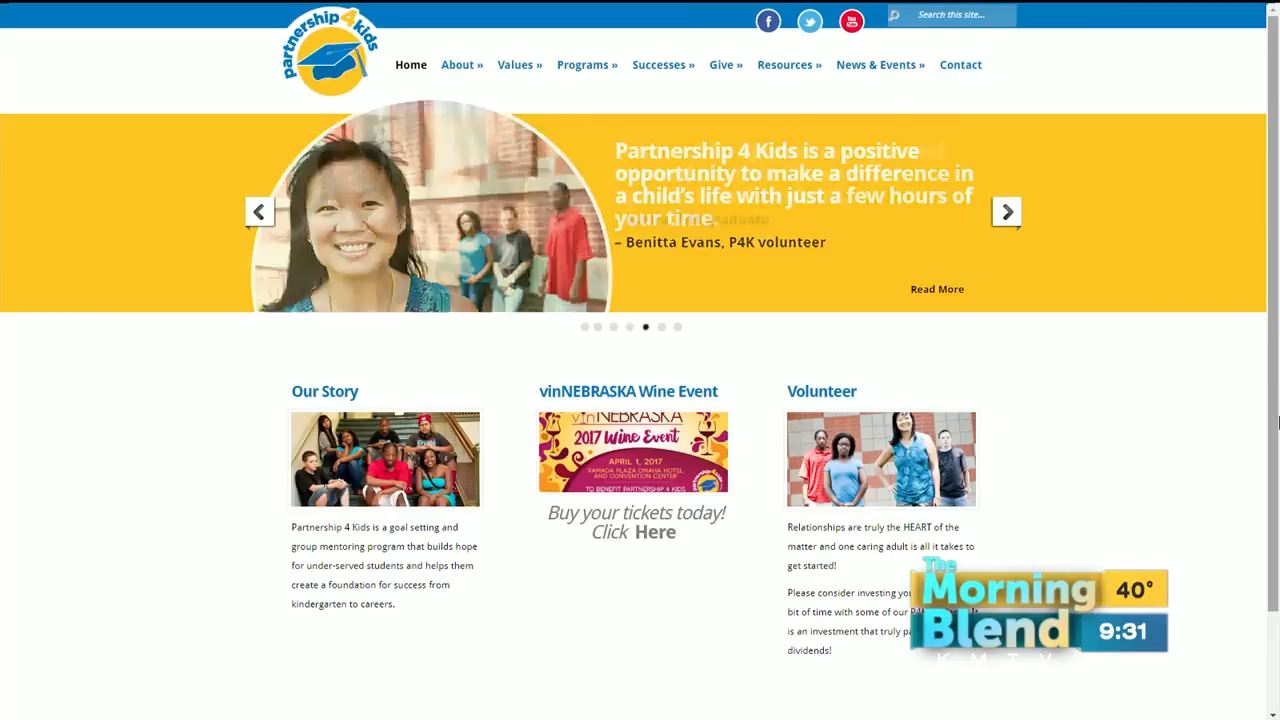 partnership 4 kids
Search this site...
Home About » Values » Programs » Successes » Give » Resources » News & Events » Contact
Partnership 4 Kids is a positive
opportunity to make a difference in
a child's life with just a few hours of
your time.
– Benitta Evans, P4K volunteer
Read More
Our Story
Partnership 4 Kids is a goal setting and
group mentoring program that builds hope
for under-served students and helps them
create a foundation for success from
kindergarten to careers.
vinNEBRASKA Wine Event
vinNEBRASKA
2017 Wine Event
APRIL 1, 2017
RAMADA PLAZA OMAHA HOTEL
AND CONVENTION CENTER
TO BENEFIT PARTNERSHIP 4 KIDS
Buy your tickets today!
Click Here
Volunteer
Relationships are truly the HEART of the
matter and one caring adult is all it takes to
get started!
Please consider investing
bit of time with some of our
is an investment that truly
dividends!
The
Morning
Blend
40°
9:31
KMTV